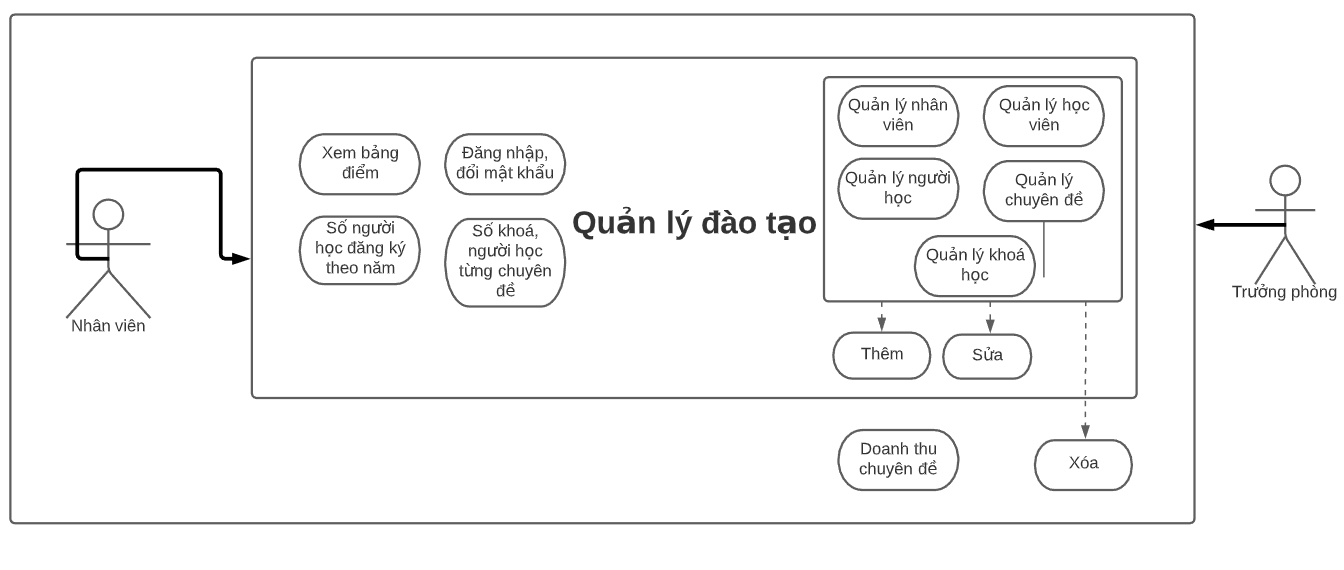 Quản lý nhân
viên
Quản lý học
viên
Xem bảng
điểm
Đăng nhập,
đổi mật khẩu
Quản lý người
học
Quản lý
chuyên đề
Số người
học đăng ký
theo năm
Số khoá,
người học
từng chuyên
đề
Quản lý đào tạo
Quản lý khoá
học
Trưởng phòng
Nhân viên
Thêm
Sửa
Doanh thu
chuyên đề
Xóa